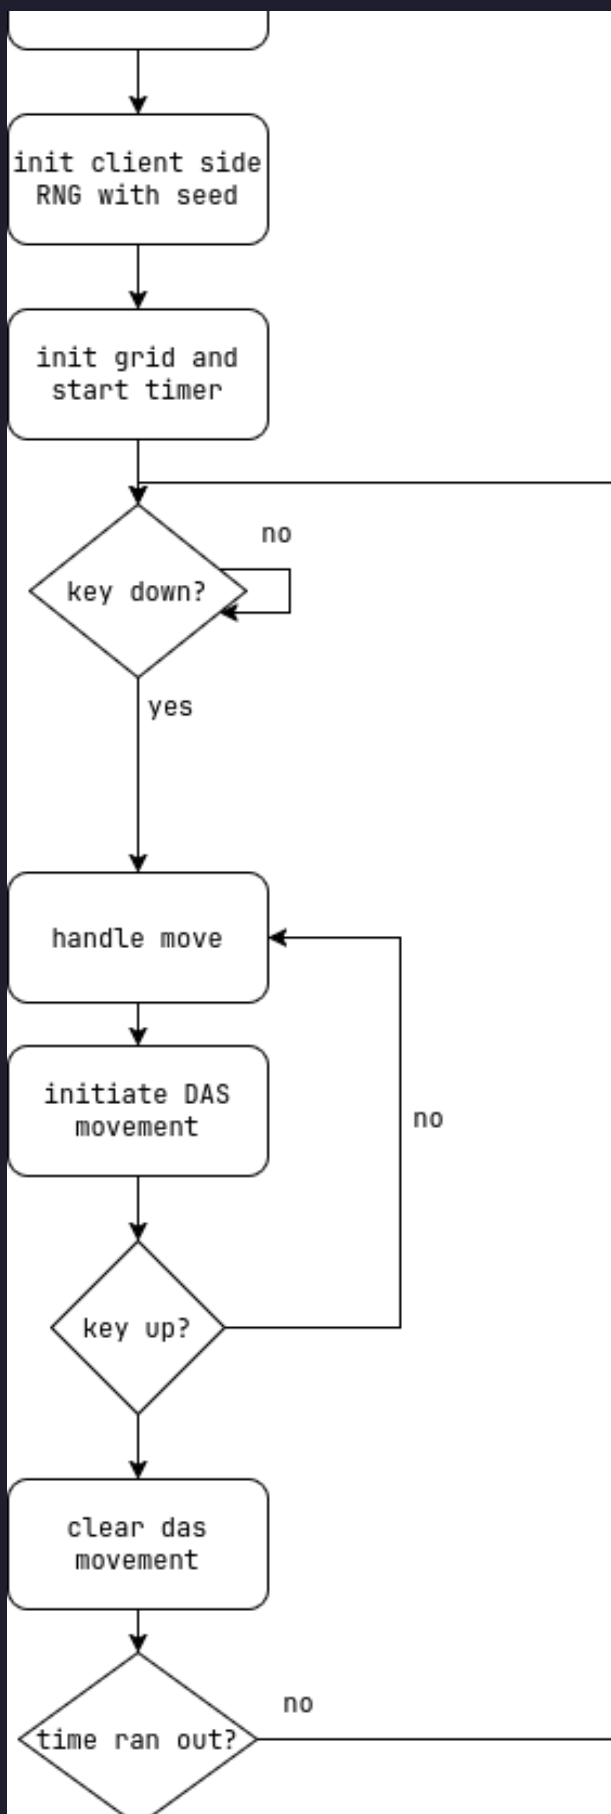 init client side
RNG with seed
init grid and
start timer
no
key down?
yes
handle move
initiate DAS
movement
no
key up?
clear das
movement
no
time ran out?